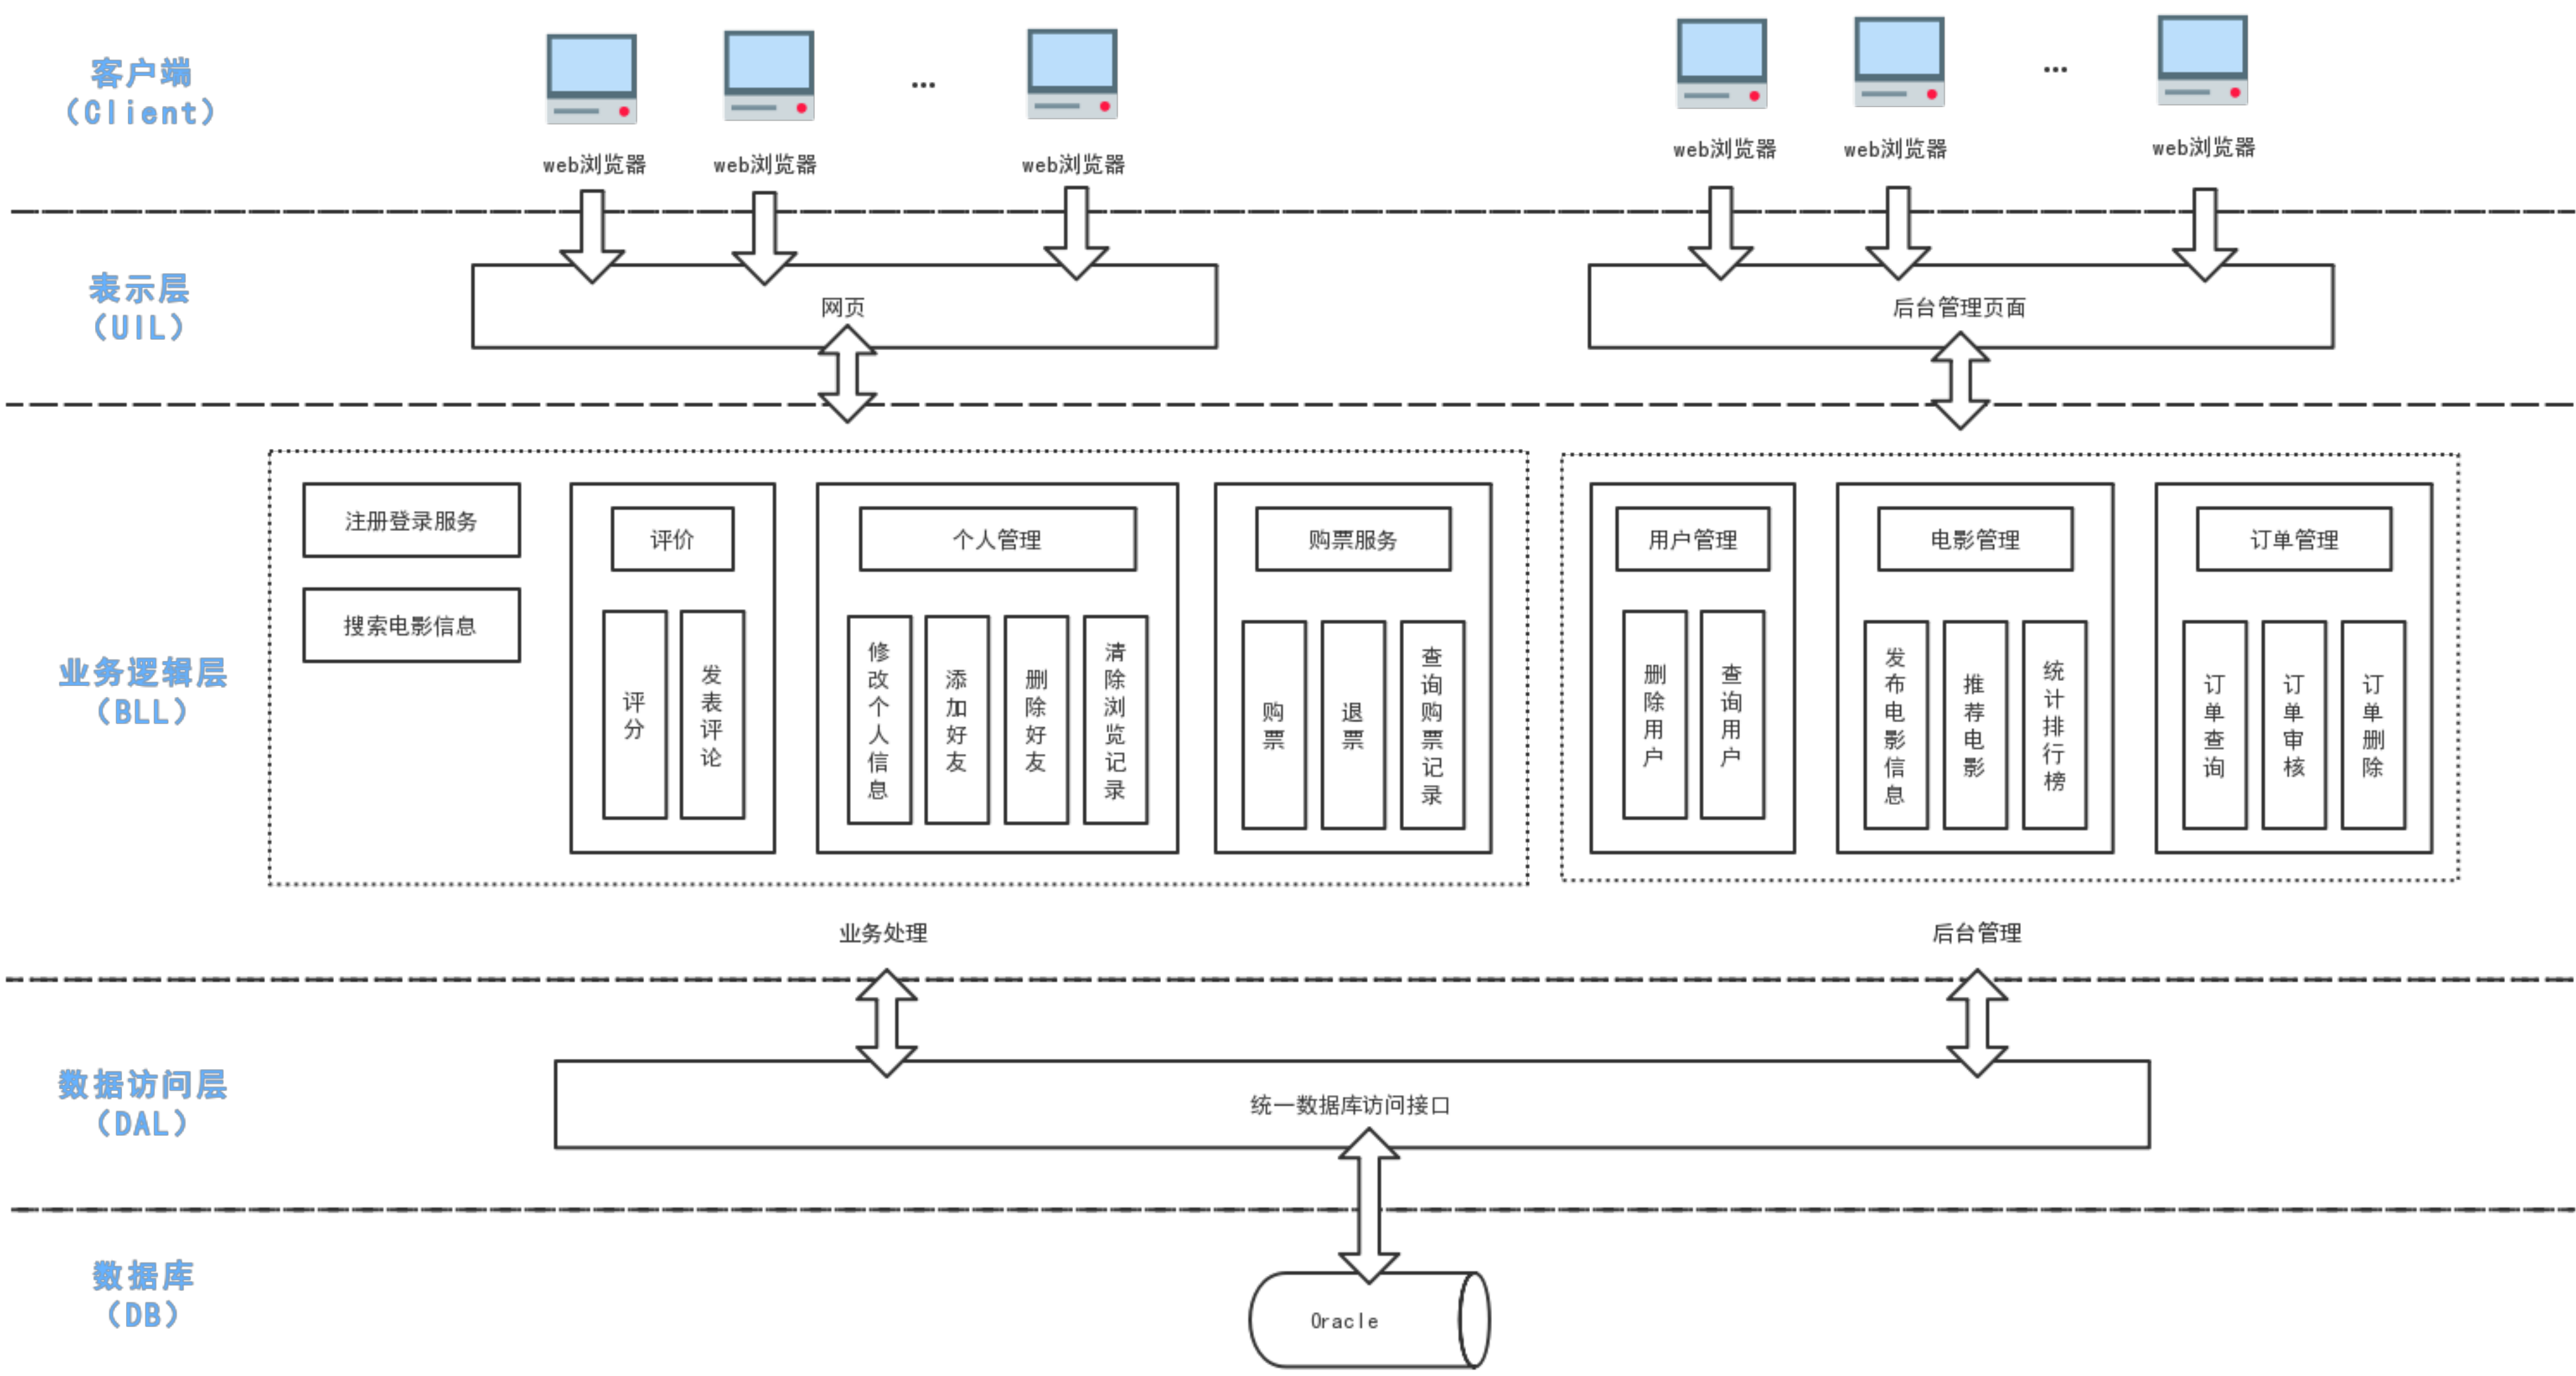 客户端
（Client）
...
...
web浏览器
web浏览器
web浏览器
web浏览器
web浏览器
web浏览器
表示层
（UIL）
网页
后台管理页面
业务逻辑层
（BLL）
注册登录服务
搜索电影信息
评价
评分
发表评论
个人管理
修改个人信息
添加好友
删除好友
清除浏览记录
购票服务
购票
退票
查询购票记录
用户管理
删除用户
查询用户
电影管理
发布电影信息
推荐电影
统计排行榜
订单管理
订单查询
订单审核
订单删除
业务处理
后台管理
数据访问层
（DAL）
统一数据库访问接口
数据库
（DB）
Oracle